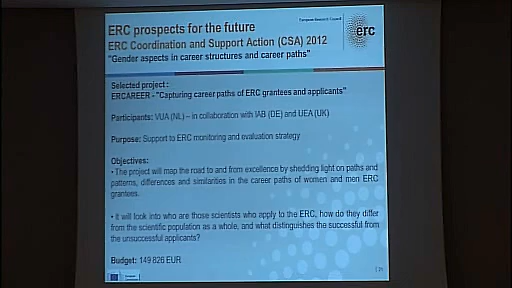 European Research Council
erc
ERC prospects for the future
ERC Coordination and Support Action (CSA) 2012
"Gender aspects in career structures and career paths"
Selected project :
ERCAREER - "Capturing career paths of ERC grantees and applicants"
Participants: VUA (NL) – in collaboration with IAB (DE) and UEA (UK)
Purpose: Support to ERC monitoring and evaluation strategy
Objectives:
• The project will map the road to and from excellence by shedding light on paths and
patterns, differences and similarities in the career paths of women and men ERC
grantees.
• It will look into who are those scientists who apply to the ERC, how do they differ
from the scientific population as a whole, and what distinguishes the successful from
the unsuccessful applicants?
Budget: 149 826 EUR